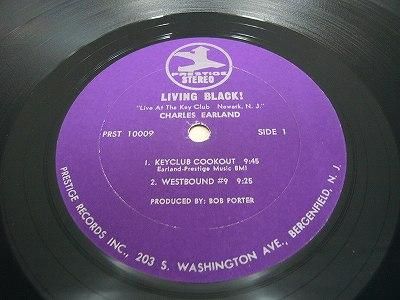 PRESTIGE
STEREO
LIVING BLACK!
"Live At The Key Club Newark, N. J."
CHARLES EARLAND
PRST 10009 SIDE 1
1. KEYCLUB COOKOUT 9:45
Earland-Prestige Music BMI
2. WESTBOUND #9 9:25
PRODUCED BY: BOB PORTER
PRESTIGE RECORDS INC., 203 S. WASHINGTON AVE., BERGENFIELD, N. J.